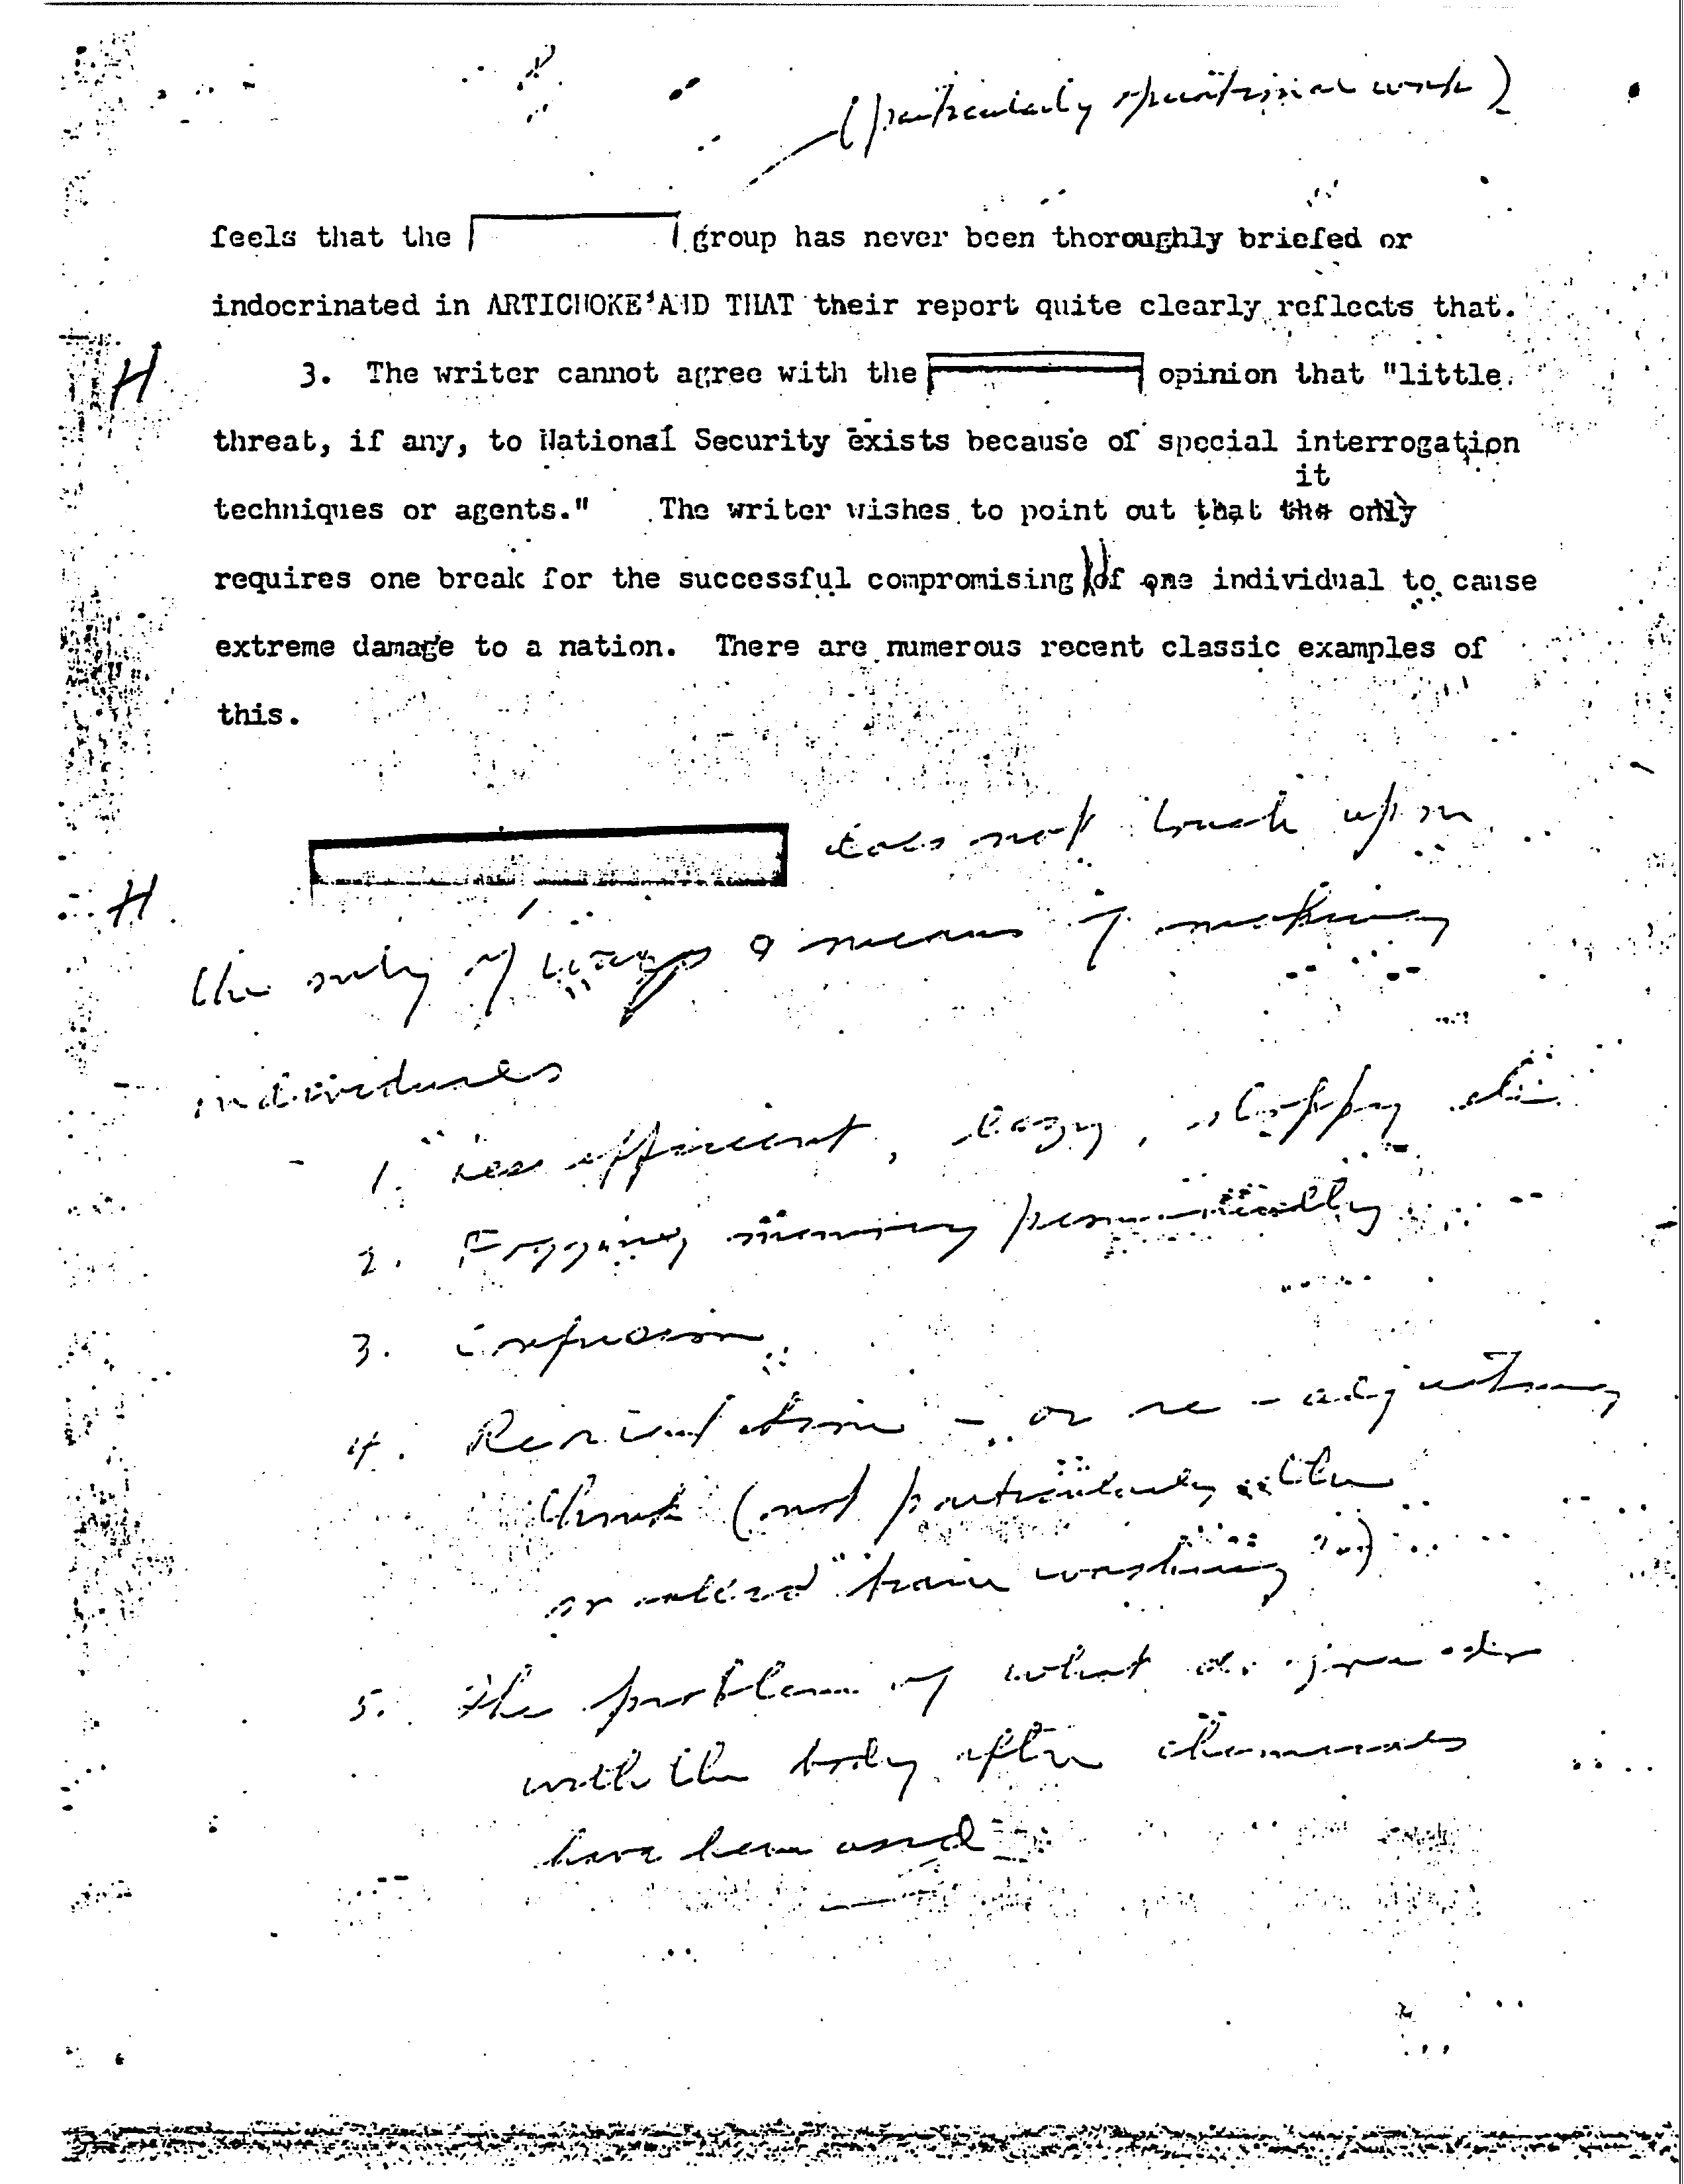 (particularly operational work)
feels that the group has never been thoroughly briefed or
indocrinated in ARTICHOKE AND THAT their report quite clearly reflects that.
H
3. The writer cannot agree with the opinion that "little
threat, if any, to National Security exists because of special interrogation
it
techniques or agents." The writer wishes to point out that the only
requires one break for the successful compromising of one individual to cause
extreme damage to a nation. There are numerous recent classic examples of
this.
does not touch upon
H
the study of ways & means of making
individuals
1. less efficient, lazy, sloppy etc
2. Fogging memory permanently
3. Confusion
4. - or re-adjusting
(not particularly the
so called "brain washing")
5. The problem of what do you do
with the body after chemicals
have been used